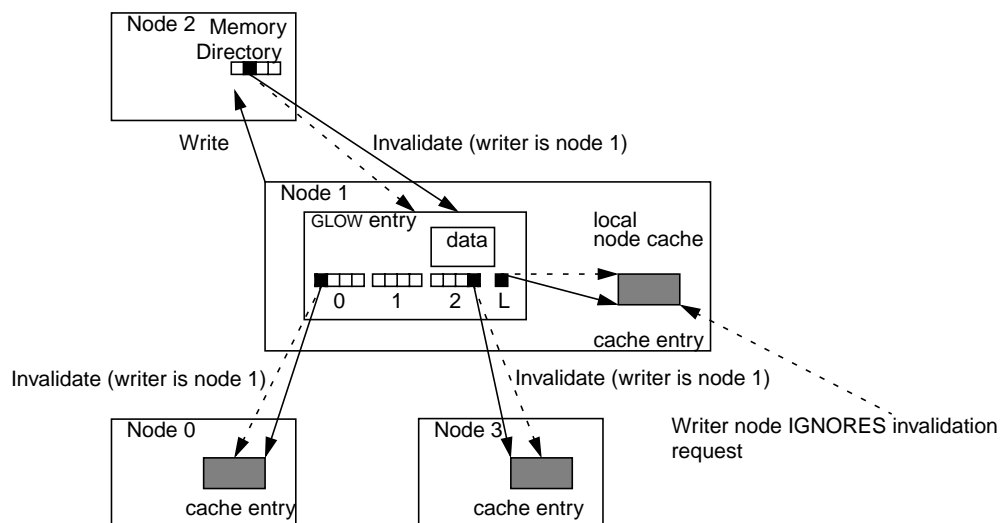 Node 2
Memory
Directory
Write
Invalidate (writer is node 1)
Node 1
GLOW entry
data
local
node cache
0
1
2
L
cache entry
Invalidate (writer is node 1)
Invalidate (writer is node 1)
Writer node IGNORES invalidation
request
Node 0
cache entry
Node 3
cache entry